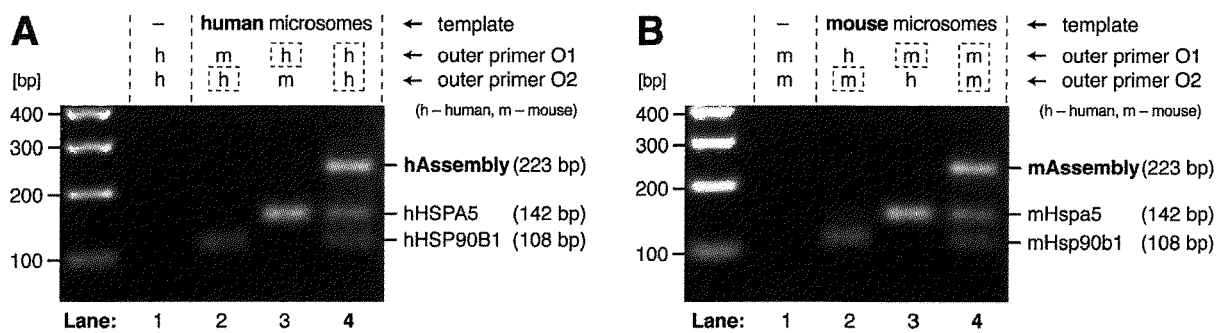 A
– human microsomes ← template
h m h h ← outer primer O1
[bp] h h m h ← outer primer O2
(h – human, m – mouse)
400
300
hAssembly (223 bp)
200
hHSPA5 (142 bp)
hHSP90B1 (108 bp)
100
Lane: 1 2 3 4
B
– mouse microsomes ← template
m h m m ← outer primer O1
[bp] m m h m ← outer primer O2
(h – human, m – mouse)
400
300
mAssembly (223 bp)
200
mHspa5 (142 bp)
mHsp90b1 (108 bp)
100
Lane: 1 2 3 4